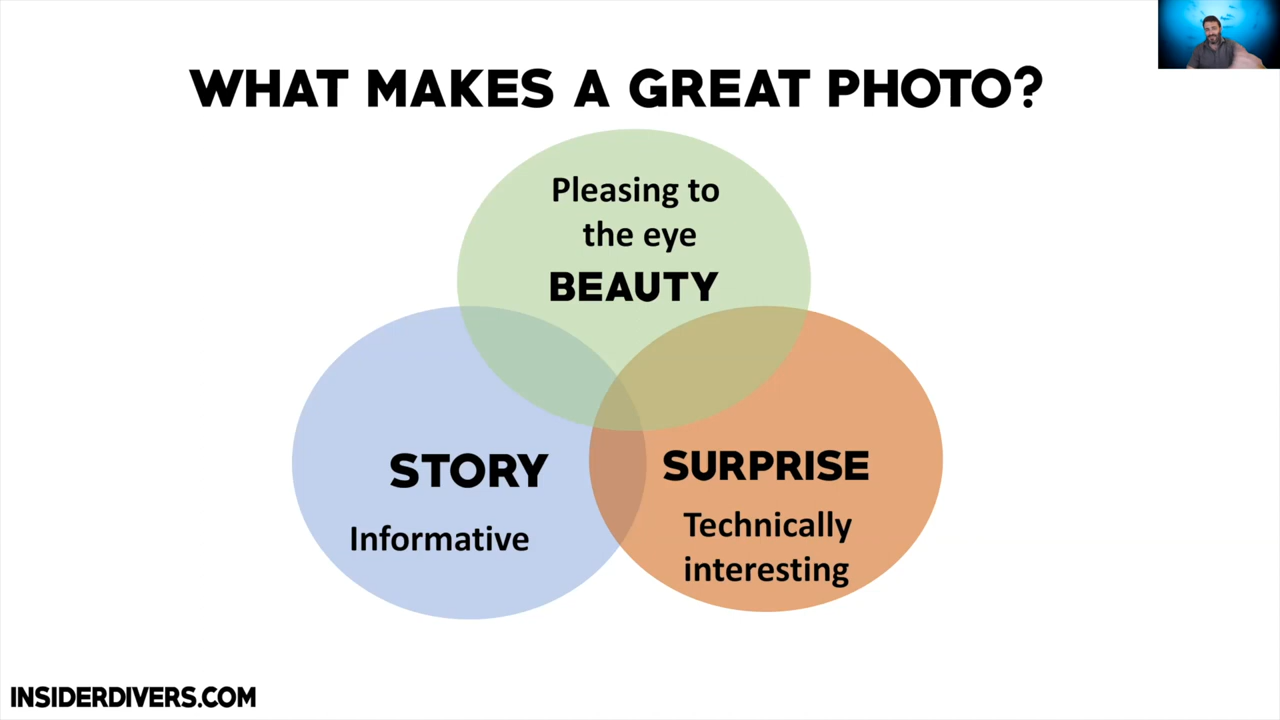 WHAT MAKES A GREAT PHOTO?
Pleasing to
the eye
BEAUTY
STORY
Informative
SURPRISE
Technically
interesting
INSIDERDIVERS.COM